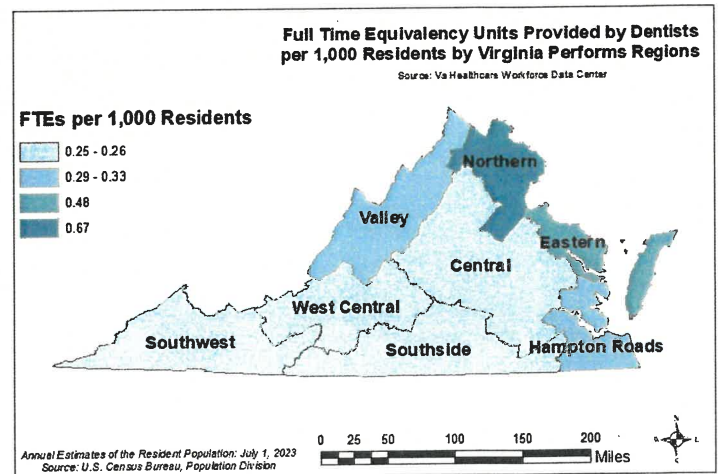 Full Time Equivalency Units Provided by Dentists
per 1,000 Residents by Virginia Performs Regions
Source: Va Healthcare Workforce Data Center
FTEs per 1,000 Residents
0.25 - 0.26
0.29 - 0.33
0.48
0.67
Northern
Valley
Eastern
Central
West Central
Southwest
Southside
Hampton Roads
Annual Estimates of the Resident Population: July 1, 2023
Source: U.S. Census Bureau, Population Division
0 25 50 100 150 200
Miles